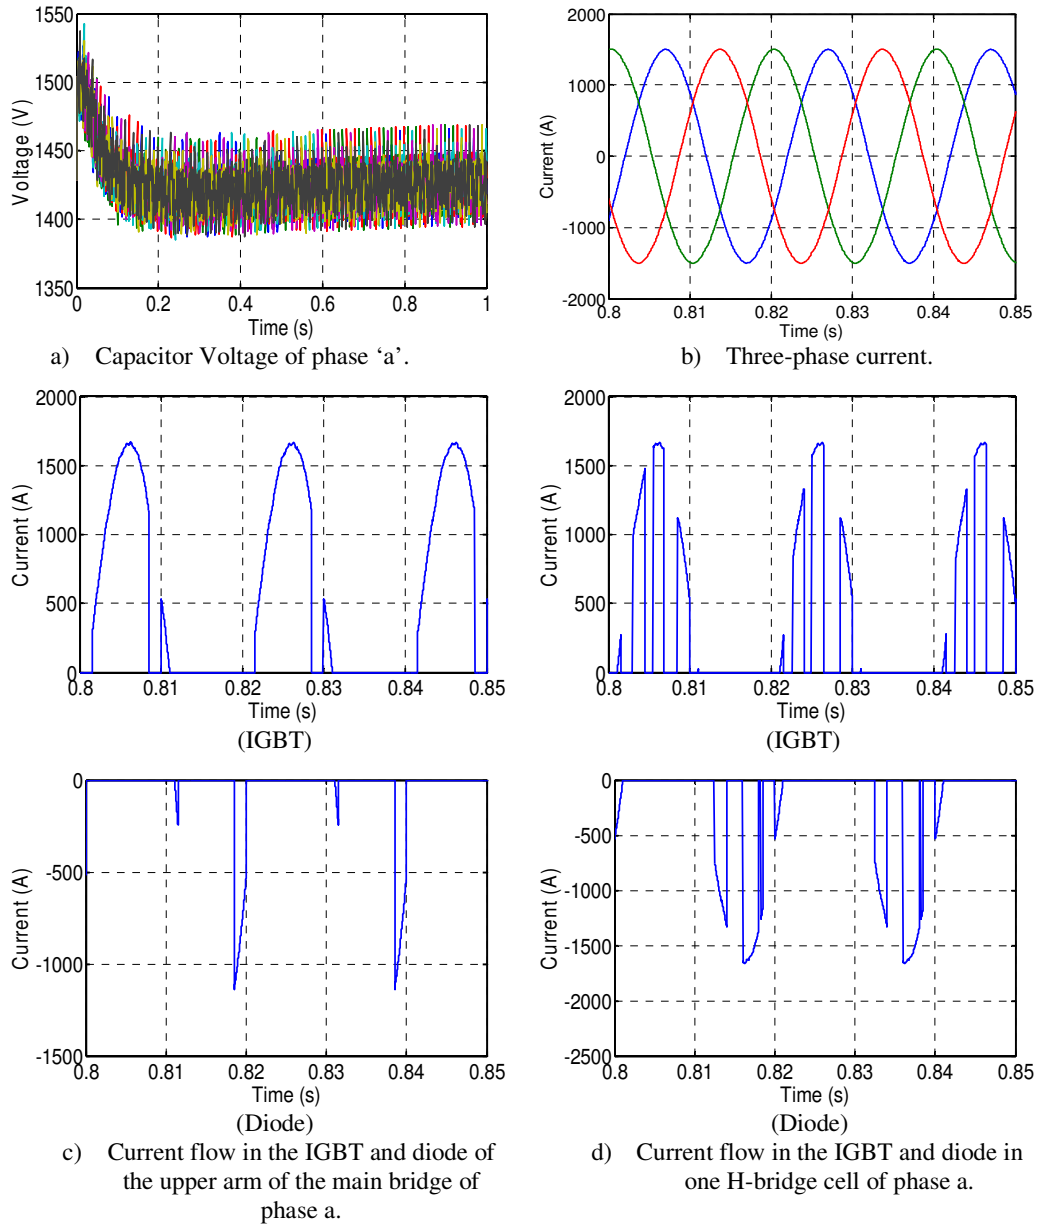 1550
1500
1450
1400
1350
Voltage (V)
0 0.2 0.4 0.6 0.8 1
Time (s)
a) Capacitor Voltage of phase ‘a’.
2000
1000
0
-1000
-2000
Current (A)
0.8 0.81 0.82 0.83 0.84 0.85
Time (s)
b) Three-phase current.
2000
1500
1000
500
0
Current (A)
0.8 0.81 0.82 0.83 0.84 0.85
Time (s)
(IGBT)
2000
1500
1000
500
0
Current (A)
0.8 0.81 0.82 0.83 0.84 0.85
Time (s)
(IGBT)
0
-500
-1000
-1500
Current (A)
0.8 0.81 0.82 0.83 0.84 0.85
Time (s)
(Diode)
c) Current flow in the IGBT and diode of
the upper arm of the main bridge of
phase a.
0
-500
-1000
-1500
-2000
-2500
Current (A)
0.8 0.81 0.82 0.83 0.84 0.85
Time (s)
(Diode)
d) Current flow in the IGBT and diode in
one H-bridge cell of phase a.